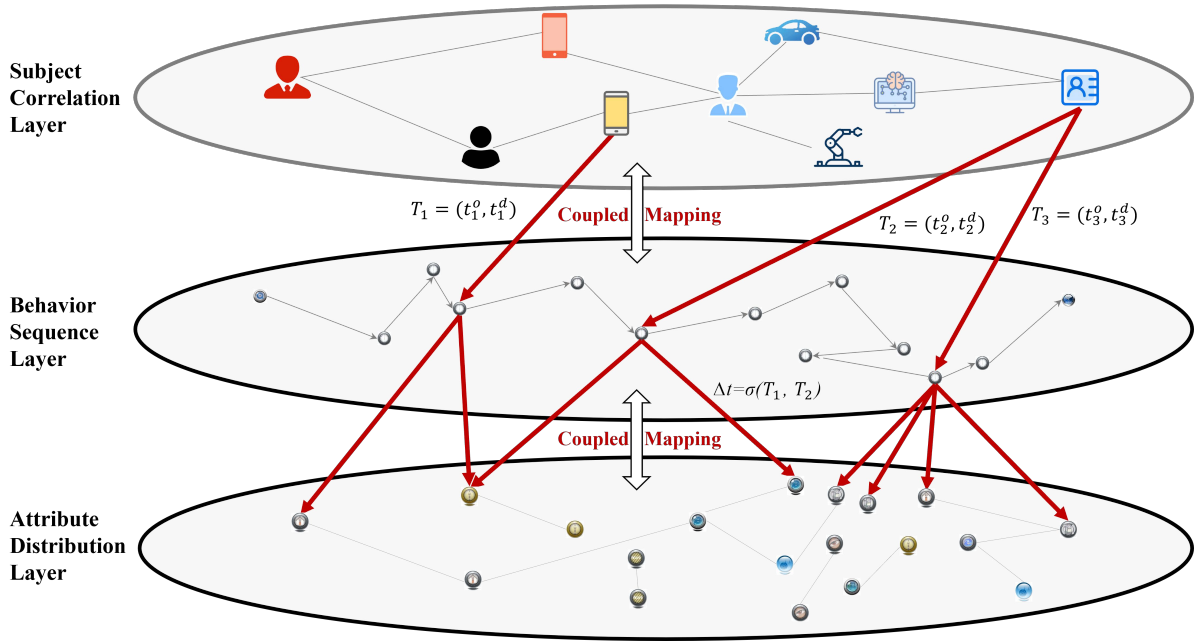 Subject
Correlation
Layer
T₁ = (t₁ᵒ, t₁ᵈ)
Coupled Mapping
T₂ = (t₂ᵒ, t₂ᵈ)
T₃ = (t₃ᵒ, t₃ᵈ)
Behavior
Sequence
Layer
Δt=σ(T₁, T₂)
Coupled Mapping
Attribute
Distribution
Layer